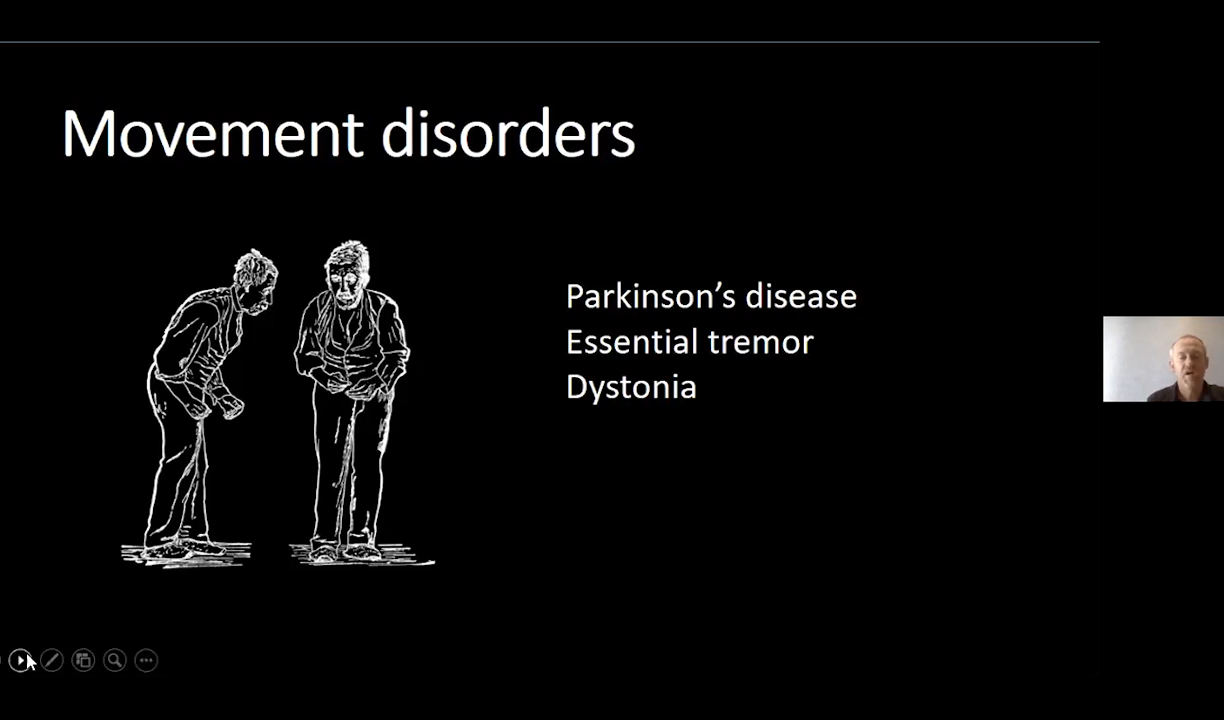 Movement disorders
Parkinson’s disease
Essential tremor
Dystonia